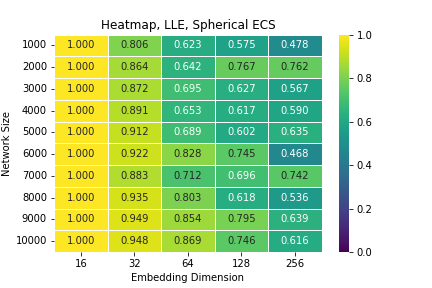 Heatmap, LLE, Spherical ECS
1000 1.000 0.806 0.623 0.575 0.478
2000 1.000 0.864 0.642 0.767 0.762
3000 1.000 0.872 0.695 0.627 0.567
4000 1.000 0.891 0.653 0.617 0.590
5000 1.000 0.912 0.689 0.602 0.635
6000 1.000 0.922 0.828 0.745 0.468
7000 1.000 0.883 0.712 0.696 0.742
8000 1.000 0.935 0.803 0.618 0.536
9000 1.000 0.949 0.854 0.795 0.639
10000 1.000 0.948 0.869 0.746 0.616
16 32 64 128 256
Embedding Dimension
Network Size
1.0
0.8
0.6
0.4
0.2
0.0